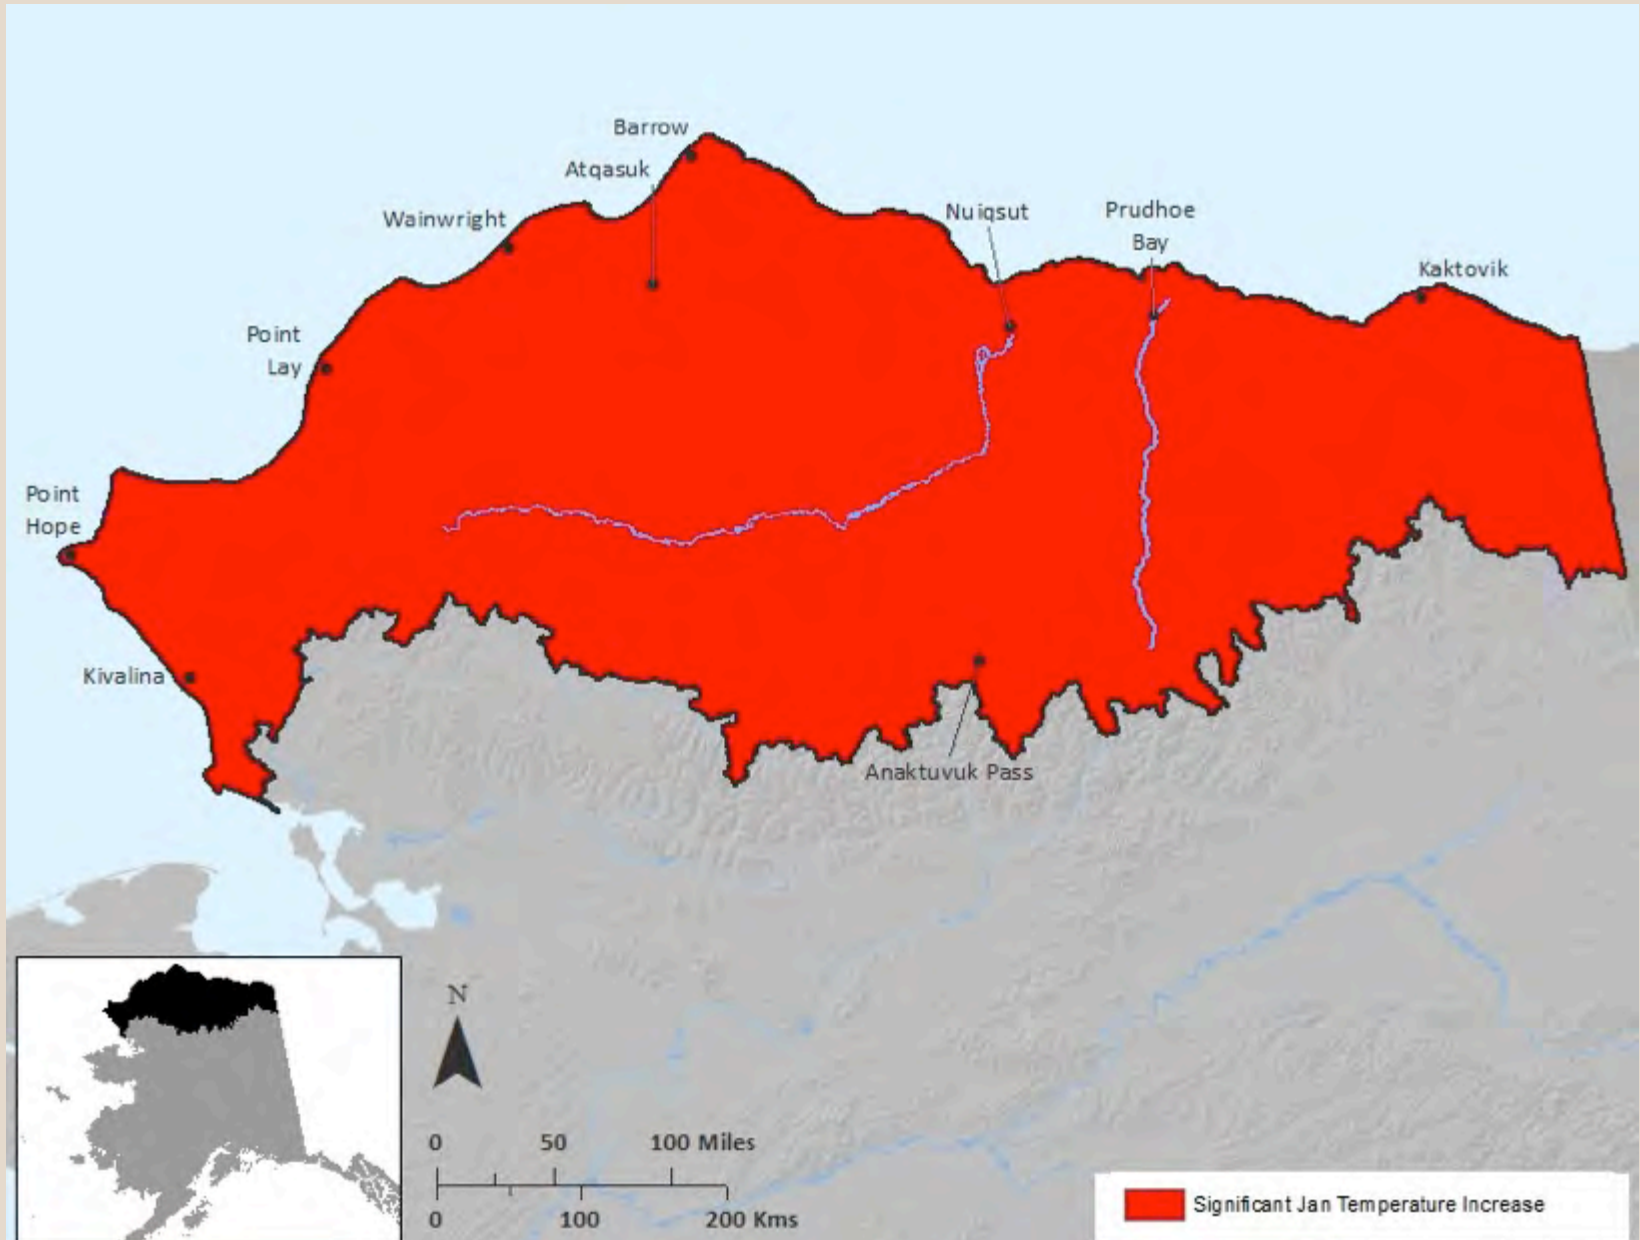 Barrow
Atqasuk
Wainwright
Nuiqsut
Prudhoe
Bay
Kaktovik
Point
Lay
Point
Hope
Kivalina
Anaktuvuk Pass
N
0 50 100 Miles
0 100 200 Kms
Significant Jan Temperature Increase